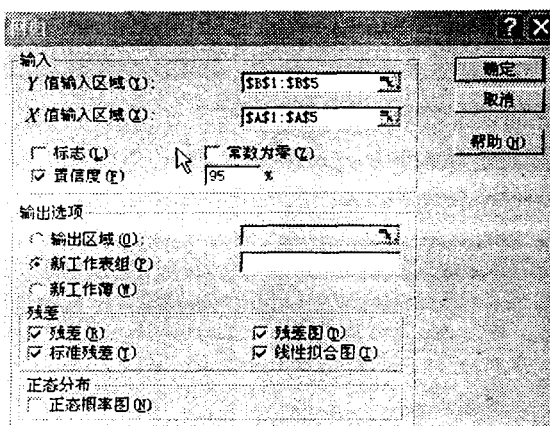 回归
输入
Y 值输入区域(Y): $B$1:$B$5
X 值输入区域(X): $A$1:$A$5
标志(L) 常数为零(Z)
置信度(F) 95 %
确定
取消
帮助(H)
输出选项
输出区域(O):
新工作表组(P):
新工作薄(W)
残差
残差(R) 残差图(D)
标准残差(T) 线性拟合图(I)
正态分布
正态概率图(N)